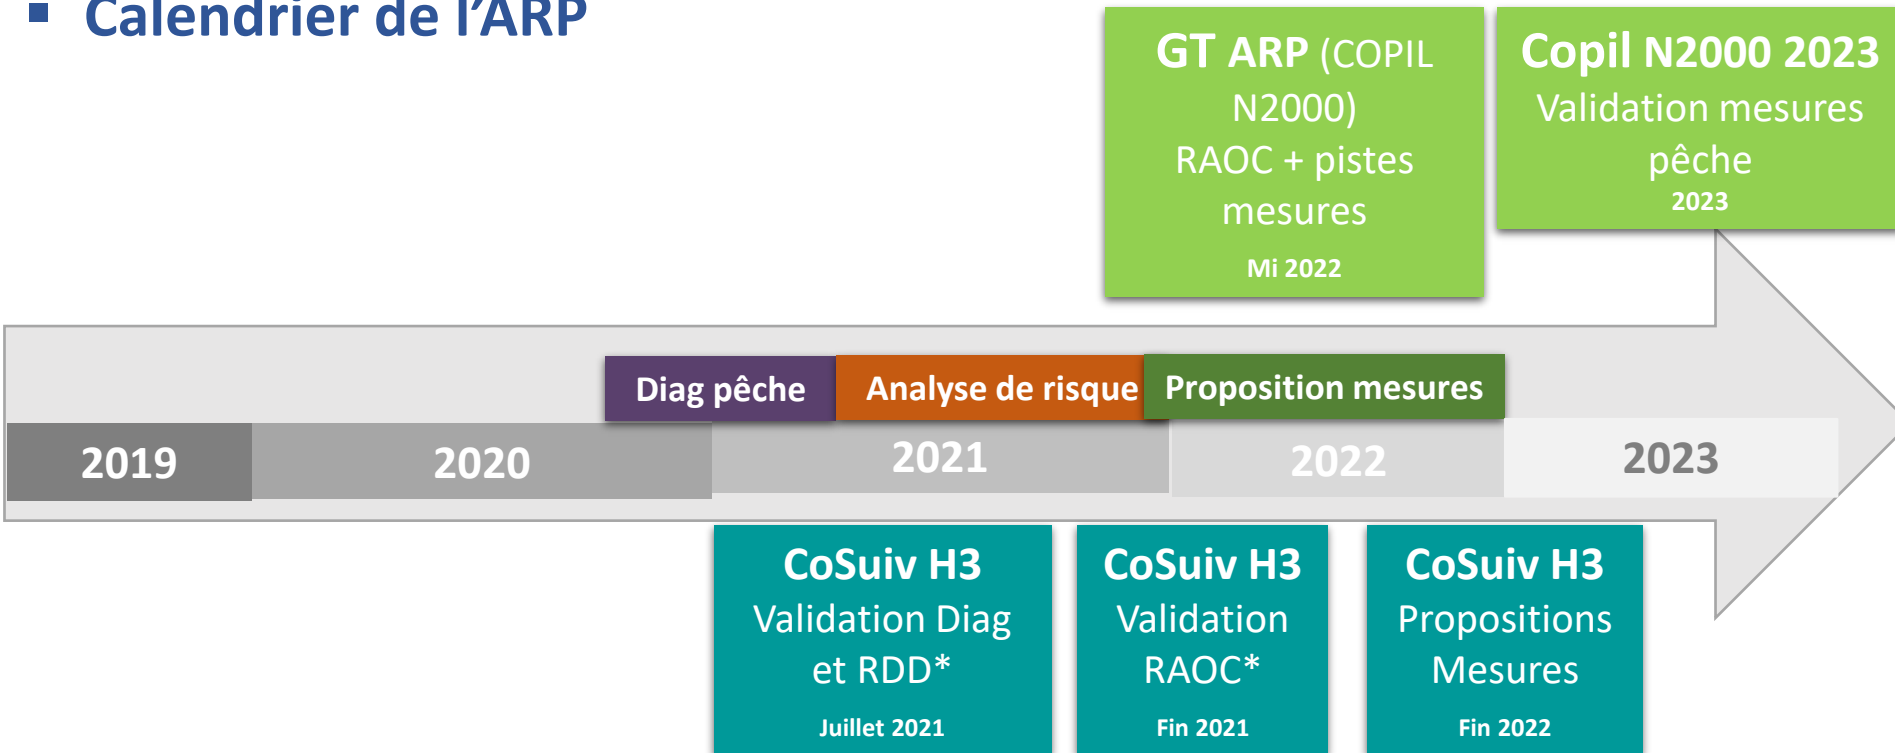 ▪ Calendrier de l'ARP
GT ARP (COPIL
N2000)
RAOC + pistes
mesures
Mi 2022
Copil N2000 2023
Validation mesures
pêche
2023
Diag pêche
Analyse de risque
Proposition mesures
2019
2020
2021
2022
2023
CoSuiv H3
Validation Diag
et RDD*
Juillet 2021
CoSuiv H3
Validation
RAOC*
Fin 2021
CoSuiv H3
Propositions
Mesures
Fin 2022